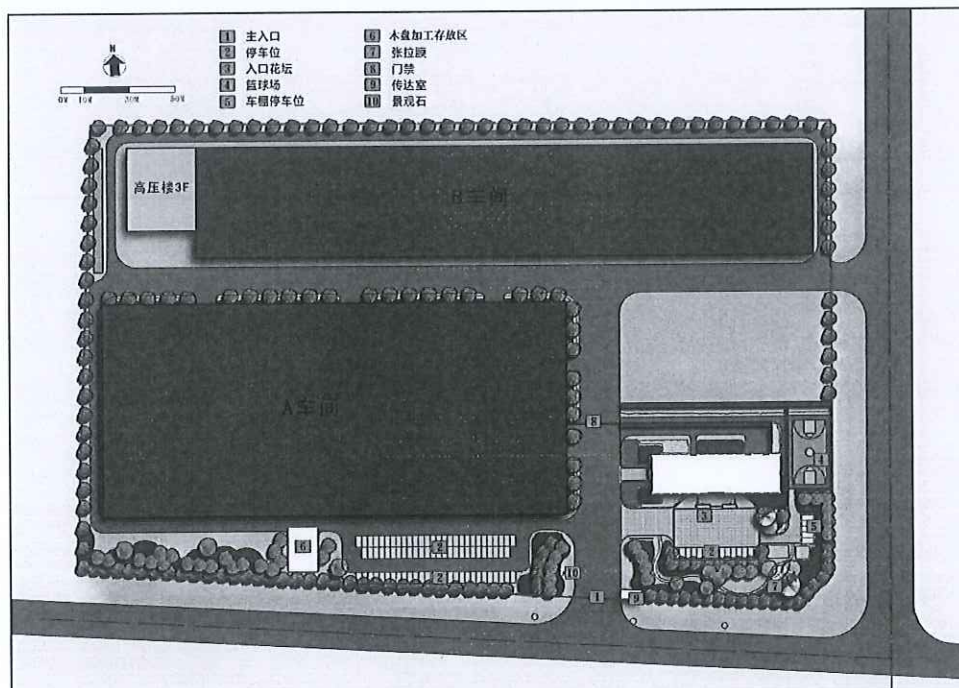 N
0M 10M 30M 50M
1 主入口
2 停车位
3 入口花坛
4 篮球场
5 车棚停车位
6 木盘加工存放区
7 张拉膜
8 门禁
9 传达室
10 景观石
高压楼3F
B车间
A车间
8
4
3
5
6
2
2
2
10
7
1
9